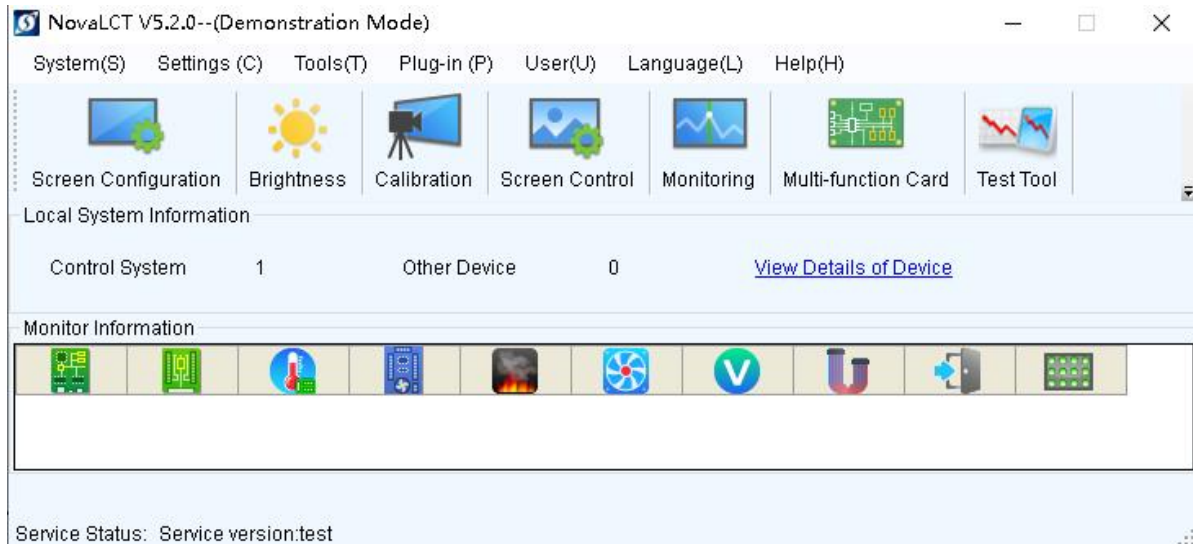 NovaLCT V5.2.0--(Demonstration Mode)
System(S) Settings (C) Tools(T) Plug-in (P) User(U) Language(L) Help(H)
Screen Configuration Brightness Calibration Screen Control Monitoring Multi-function Card Test Tool
Local System Information
Control System 1 Other Device 0 View Details of Device
Monitor Information
V
Service Status: Service version:test